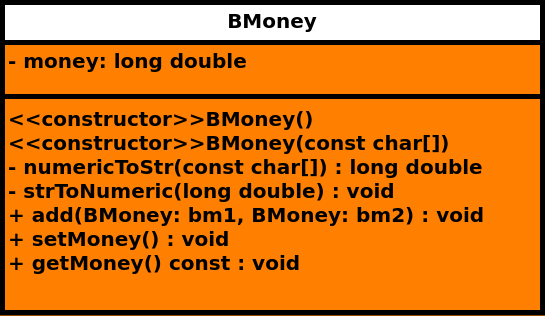 BMoney
- money: long double
<<constructor>>BMoney()
<<constructor>>BMoney(const char[])
- numericToStr(const char[]) : long double
- strToNumeric(long double) : void
+ add(BMoney: bm1, BMoney: bm2) : void
+ setMoney() : void
+ getMoney() const : void